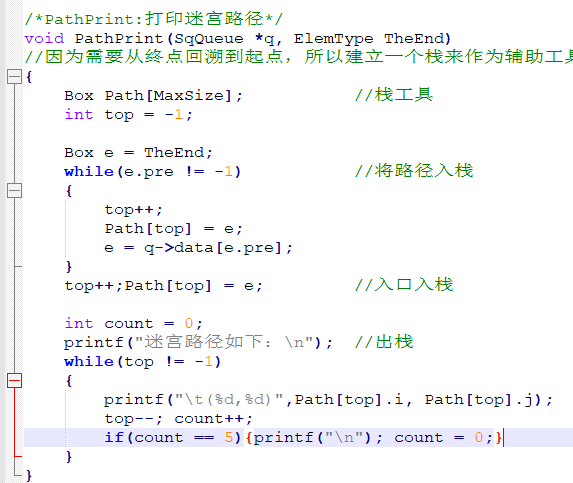 /*PathPrint:打印迷宫路径*/
void PathPrint(SqQueue *q, ElemType TheEnd)
//因为需要从终点回溯到起点，所以建立一个栈来作为辅助工具
{
    Box Path[MaxSize];           //栈工具
    int top = -1;
    Box e = TheEnd;
    while(e.pre != -1)           //将路径入栈
    {
        top++;
        Path[top] = e;
        e = q->data[e.pre];
    }
    top++;Path[top] = e;         //入口入栈
    int count = 0;
    printf("迷宫路径如下：\n");  //出栈
    while(top != -1)
    {
        printf("\t(%d,%d)",Path[top].i, Path[top].j);
        top--; count++;
        if(count == 5){printf("\n"); count = 0;}
    }
}